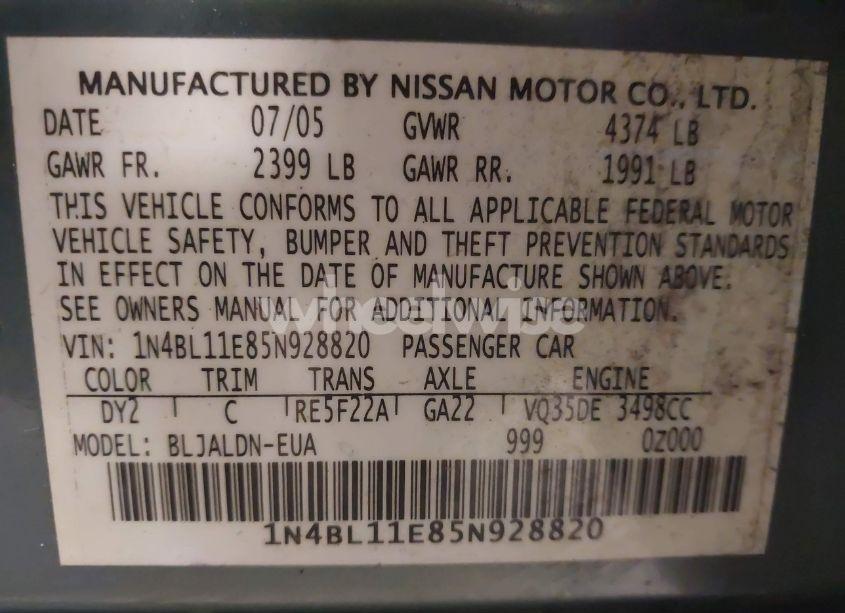 MANUFACTURED BY NISSAN MOTOR CO., LTD.
DATE 07/05 GVWR 4374 LB
GAWR FR. 2399 LB GAWR RR. 1991 LB
THIS VEHICLE CONFORMS TO ALL APPLICABLE FEDERAL MOTOR
VEHICLE SAFETY, BUMPER AND THEFT PREVENTION STANDARDS
IN EFFECT ON THE DATE OF MANUFACTURE SHOWN ABOVE.
SEE OWNERS MANUAL FOR ADDITIONAL INFORMATION.
wheelwise
VIN: 1N4BL11E85N928820 PASSENGER CAR
COLOR TRIM TRANS AXLE ENGINE
DY2 C RE5F22A GA22 VQ35DE 3498CC
MODEL: BLJALDN-EUA 999 0Z000
1N4BL11E85N928820